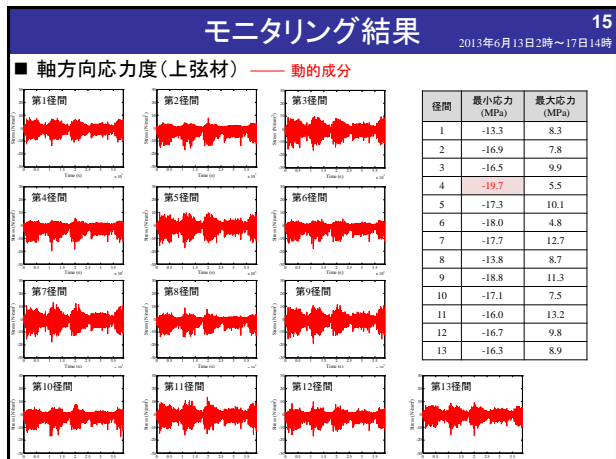 モニタリング結果
15
2013年6月13日2時～17日14時
■ 軸方向応力度(上弦材) ―― 動的成分
第1径間
第2径間
第3径間
第4径間
第5径間
第6径間
第7径間
第8径間
第9径間
第10径間
第11径間
第12径間
第13径間
Stress (N/mm²)
Time (s)
径間 最小応力(MPa) 最大応力(MPa)
1 -13.3 8.3
2 -16.9 7.8
3 -16.5 9.9
4 -19.7 5.5
5 -17.3 10.1
6 -18.0 4.8
7 -17.7 12.7
8 -13.8 8.7
9 -18.8 11.3
10 -17.1 7.5
11 -16.0 13.2
12 -16.7 9.8
13 -16.3 8.9